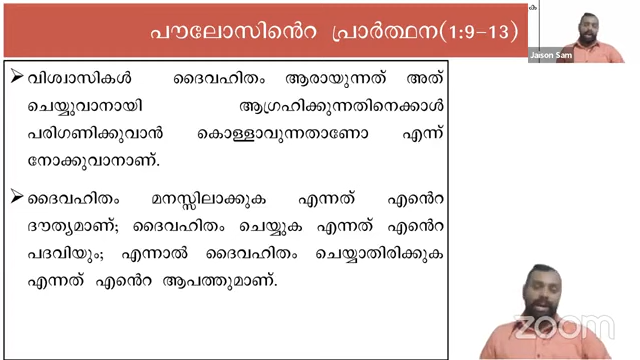 പൗലോസിൻെറ പ്രാർത്ഥന(1:9-13)
Jaison Sam
➢വിശ്വാസികൾ ദൈവഹിതം ആരായുന്നത് അത്
ചെയ്യുവാനായി ആഗ്രഹിക്കുന്നതിനെക്കാൾ
പരിഗണിക്കുവാൻ കൊള്ളാവുന്നതാണോ എന്ന്
നോക്കുവാനാണ്.
➢ദൈവഹിതം മനസ്സിലാക്കുക എന്നത് എൻെറ
ദൗത്യമാണ്; ദൈവഹിതം ചെയ്യുക എന്നത് എൻെറ
പദവിയും; എന്നാൽ ദൈവഹിതം ചെയ്യാതിരിക്കുക
എന്നത് എൻെറ ആപത്തുമാണ്.
zoom